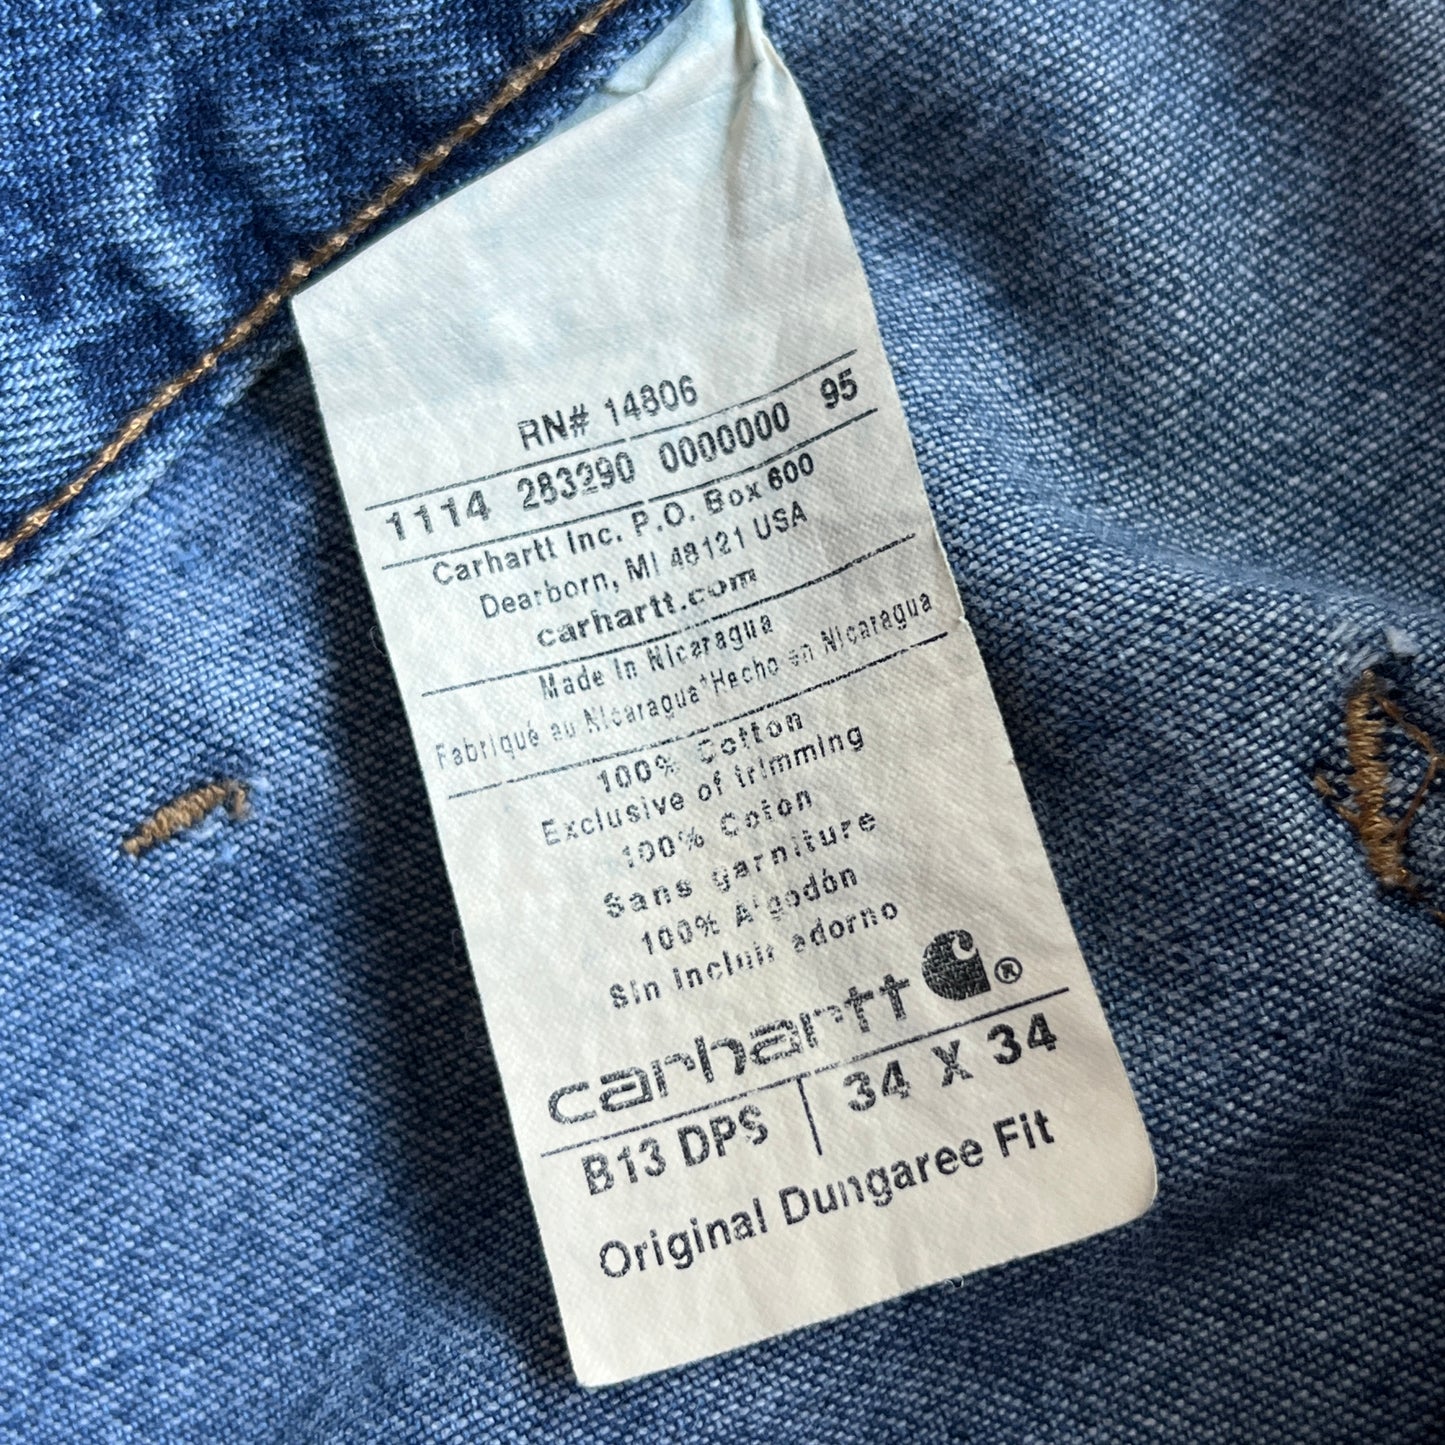 RN# 14806
1114 283290 0000000 95
Carhartt Inc. P.O. Box 600
Dearborn, MI 48121 USA
carhartt.com
Made in Nicaragua
Fabriqué au Nicaragua*Hecho en Nicaragua
100% Cotton
Exclusive of trimming
100% Coton
Sans garniture
100% Algodón
Sin incluir adorno
carhartt ®
B13 DPS | 34 X 34
Original Dungaree Fit